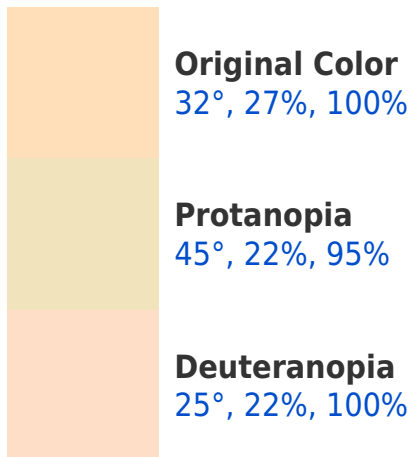 Original Color
32°, 27%, 100%
Protanopia
45°, 22%, 95%
Deuteranopia
25°, 22%, 100%